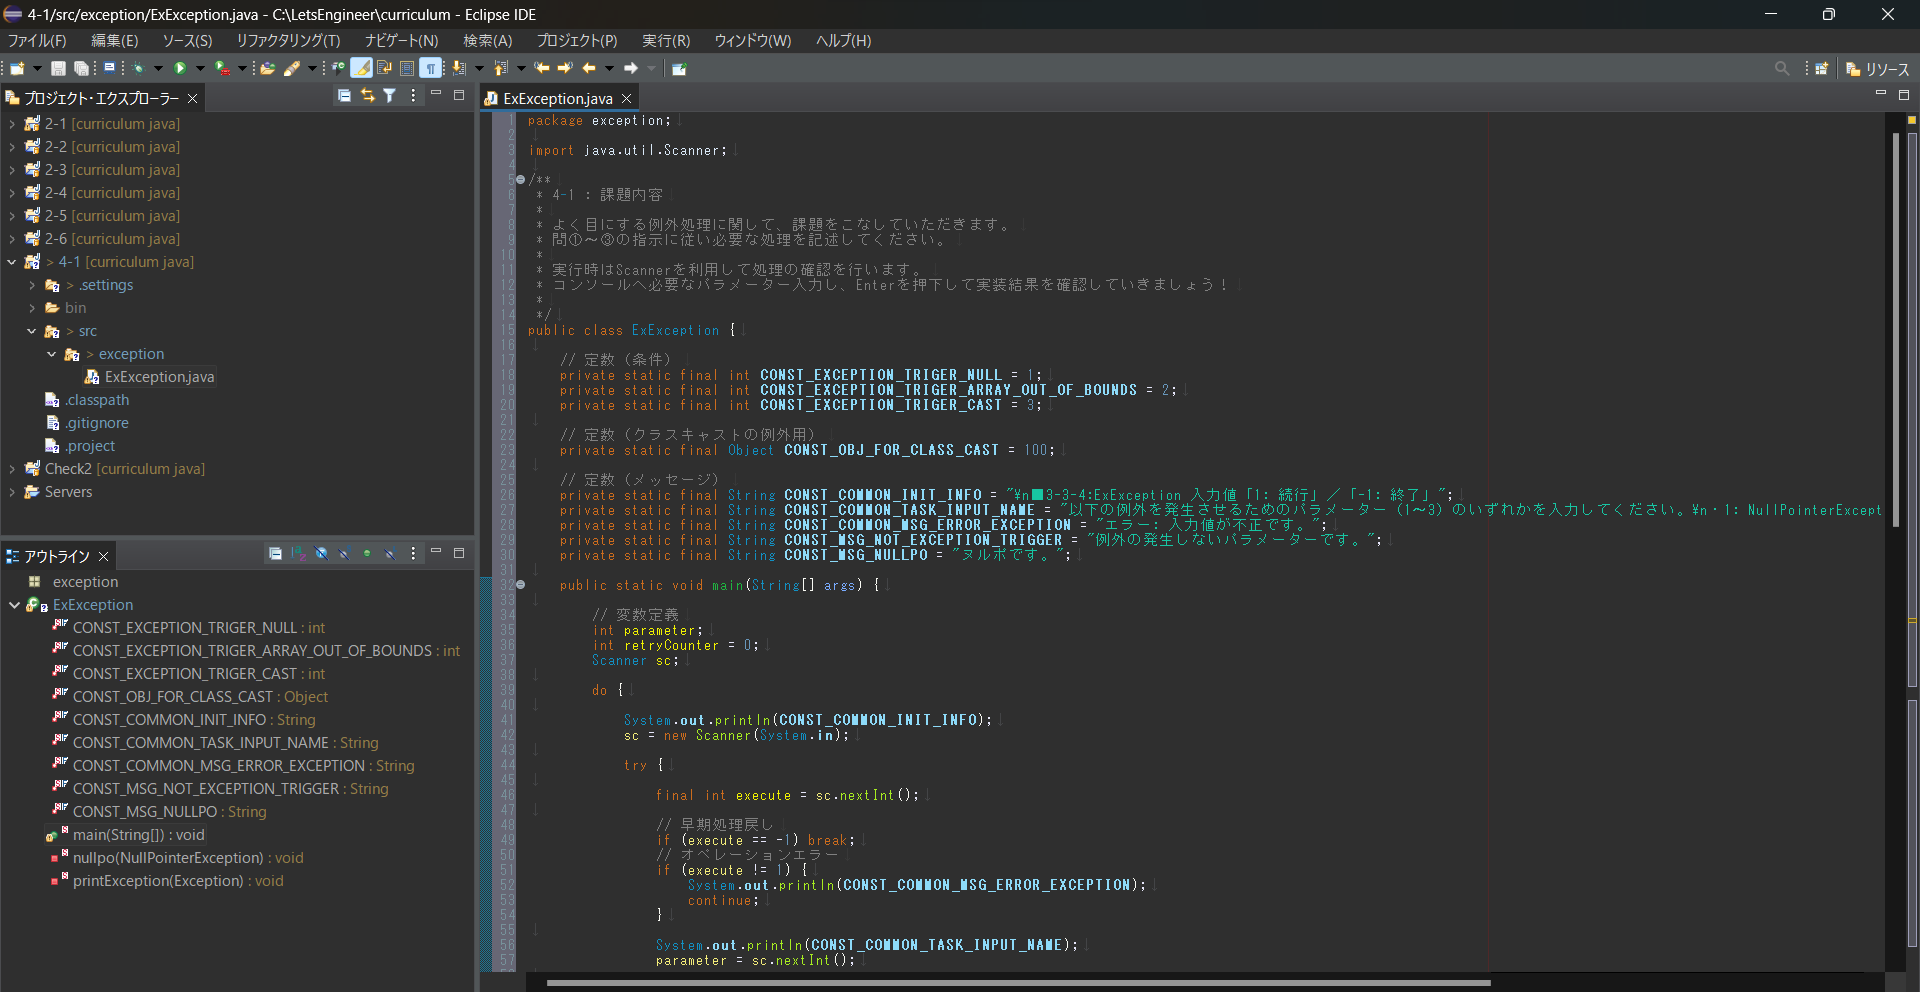 4-1/src/exception/ExException.java - C:\LetsEngineer\curriculum - Eclipse IDE
ファイル(F) 編集(E) ソース(S) リファクタリング(T) ナビゲート(N) 検索(A) プロジェクト(P) 実行(R) ウィンドウ(W) ヘルプ(H)
リソース
プロジェクト・エクスプローラー
2-1 [curriculum java]
2-2 [curriculum java]
2-3 [curriculum java]
2-4 [curriculum java]
2-5 [curriculum java]
2-6 [curriculum java]
> 4-1 [curriculum java]
> .settings
bin
> src
> exception
ExException.java
.classpath
.gitignore
.project
Check2 [curriculum java]
Servers
アウトライン
exception
ExException
CONST_EXCEPTION_TRIGER_NULL : int
CONST_EXCEPTION_TRIGER_ARRAY_OUT_OF_BOUNDS : int
CONST_EXCEPTION_TRIGER_CAST : int
CONST_OBJ_FOR_CLASS_CAST : Object
CONST_COMMON_INIT_INFO : String
CONST_COMMON_TASK_INPUT_NAME : String
CONST_COMMON_MSG_ERROR_EXCEPTION : String
CONST_MSG_NOT_EXCEPTION_TRIGGER : String
CONST_MSG_NULLPO : String
main(String[]) : void
nullpo(NullPointerException) : void
printException(Exception) : void
ExException.java
1 package exception;
2
3 import java.util.Scanner;
4
5 /**
6 * 4-1 : 課題内容
7 *
8 * よく目にする例外処理に関して、課題をこなしていただきます。
9 * 問①～③の指示に従い必要な処理を記述してください。
10 *
11 * 実行時はScannerを利用して処理の確認を行います。
12 * コンソールへ必要なパラメーター入力し、Enterを押下して実装結果を確認していきましょう！
13 *
14 */
15 public class ExException {
16
17 // 定数（条件）
18 private static final int CONST_EXCEPTION_TRIGER_NULL = 1;
19 private static final int CONST_EXCEPTION_TRIGER_ARRAY_OUT_OF_BOUNDS = 2;
20 private static final int CONST_EXCEPTION_TRIGER_CAST = 3;
21
22 // 定数（クラスキャストの例外用）
23 private static final Object CONST_OBJ_FOR_CLASS_CAST = 100;
24
25 // 定数（メッセージ）
26 private static final String CONST_COMMON_INIT_INFO = "¥n■3-3-4:ExException 入力値「1: 続行」／「-1: 終了」";
27 private static final String CONST_COMMON_TASK_INPUT_NAME = "以下の例外を発生させるためのパラメーター（1～3）のいずれかを入力してください。¥n・1: NullPointerExcept
28 private static final String CONST_COMMON_MSG_ERROR_EXCEPTION = "エラー: 入力値が不正です。";
29 private static final String CONST_MSG_NOT_EXCEPTION_TRIGGER = "例外の発生しないパラメーターです。";
30 private static final String CONST_MSG_NULLPO = "ヌルポです。";
31
32 public static void main(String[] args) {
33
34 // 変数定義
35 int parameter;
36 int retryCounter = 0;
37 Scanner sc;
38
39 do {
40
41 System.out.println(CONST_COMMON_INIT_INFO);
42 sc = new Scanner(System.in);
43
44 try {
45
46 final int execute = sc.nextInt();
47
48 // 早期処理戻し
49 if (execute == -1) break;
50 // オペレーションエラー
51 if (execute != 1) {
52 System.out.println(CONST_COMMON_MSG_ERROR_EXCEPTION);
53 continue;
54 }
55
56 System.out.println(CONST_COMMON_TASK_INPUT_NAME);
57 parameter = sc.nextInt();